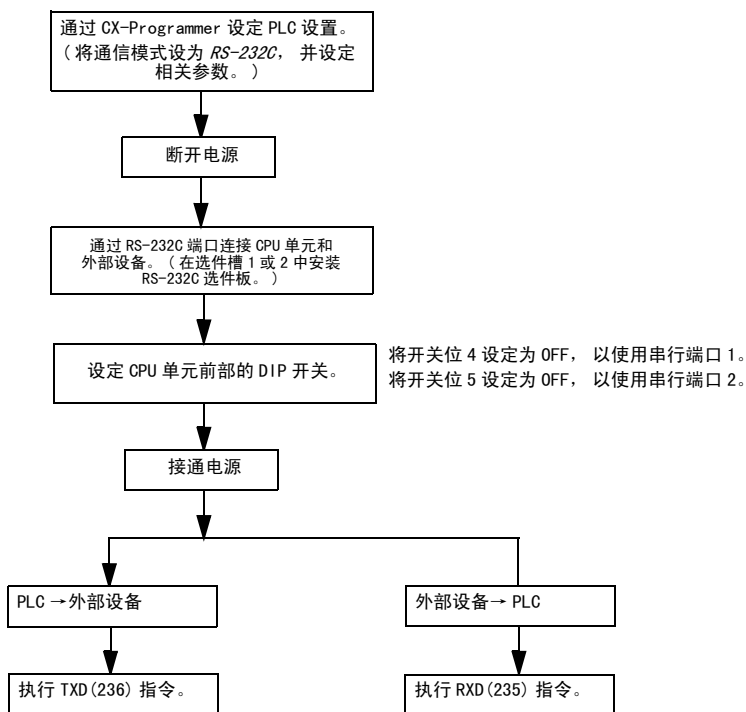 通过 CX-Programmer 设定 PLC 设置。
(将通信模式设为 RS-232C, 并设定
相关参数。)
断开电源
通过 RS-232C 端口连接 CPU 单元和
外部设备。(在选件槽 1 或 2 中安装
RS-232C 选件板。)
设定 CPU 单元前部的 DIP 开关。
将开关位 4 设定为 OFF, 以使用串行端口 1。
将开关位 5 设定为 OFF, 以使用串行端口 2。
接通电源
PLC →外部设备
外部设备→ PLC
执行 TXD(236) 指令。
执行 RXD(235) 指令。